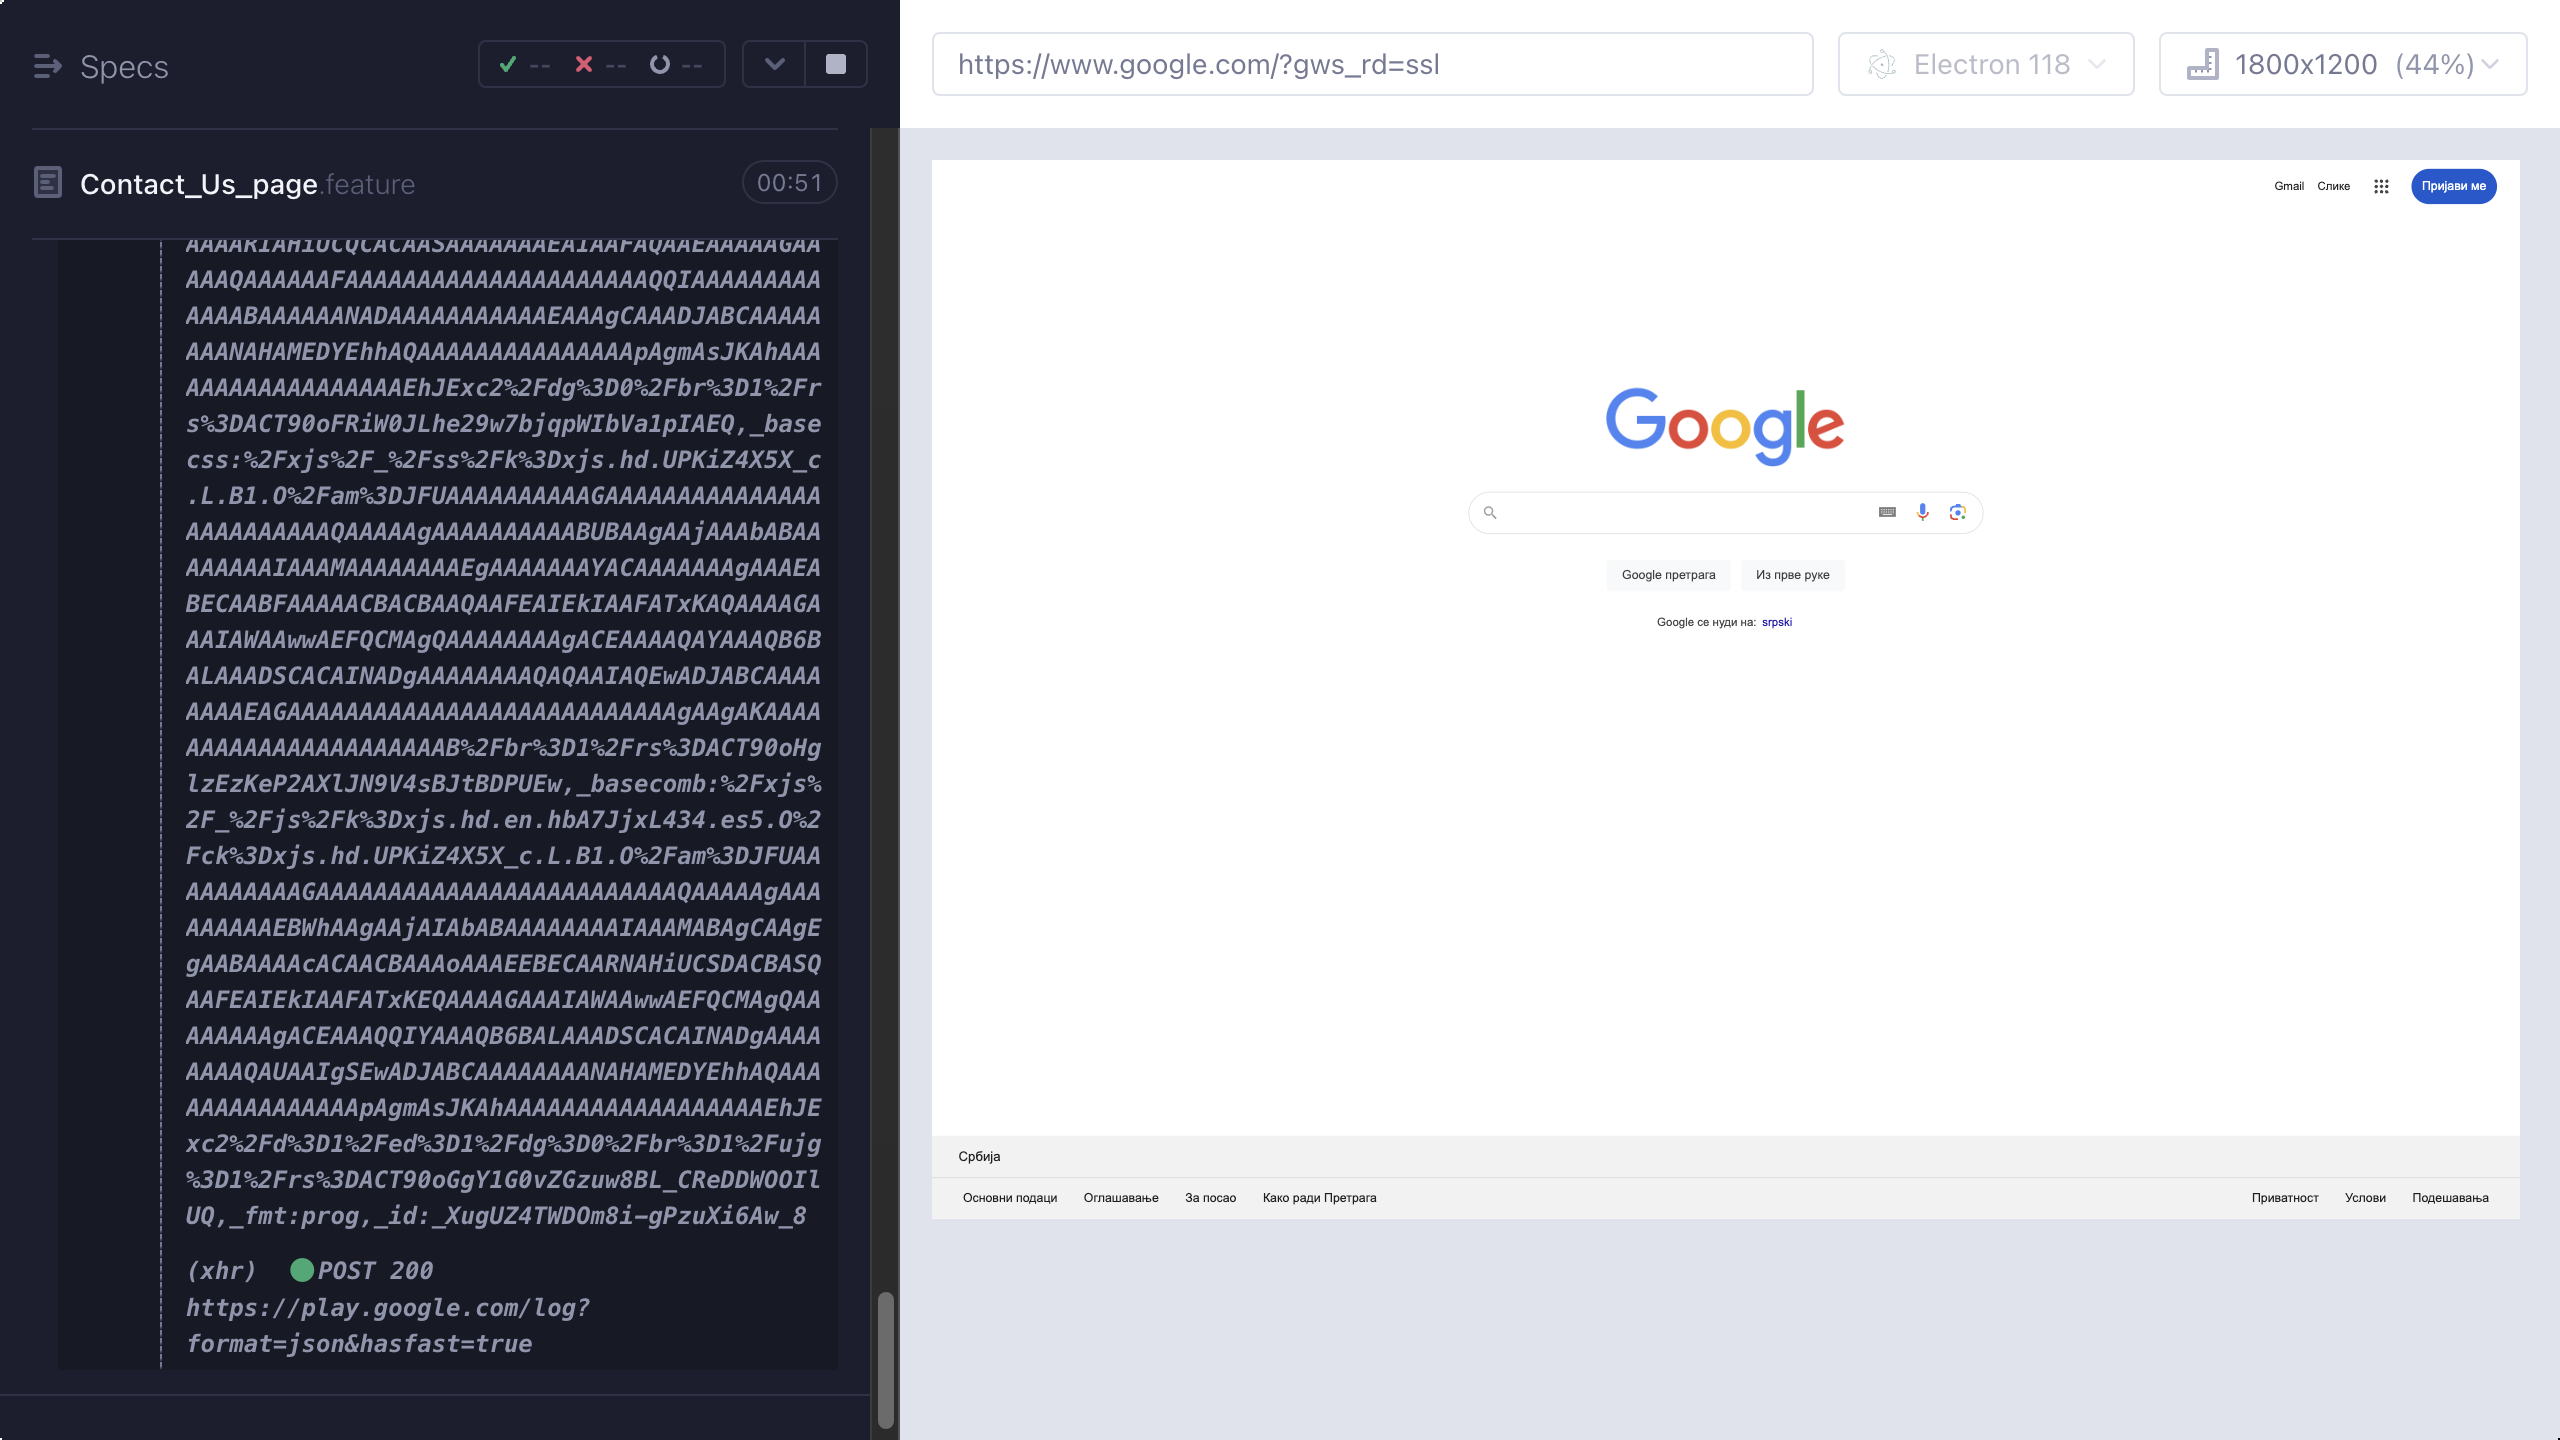 Specs
--
--
--
https://www.google.com/?gws_rd=ssl
Electron 118
1800x1200 (44%)
Contact_Us_page.feature
00:51
AAAARIAHiUCQCACAASAAAAAAAEAIAAFAQAAEAAAAAGAA
AAAQAAAAAAFAAAAAAAAAAAAAAAAAAAAAQQIAAAAAAAAA
AAAABAAAAAANADAAAAAAAAAAAEAAAgCAAADJABCAAAAA
AAANAHAMEDYEhhAQAAAAAAAAAAAAAAApAgmAsJKAhAAA
AAAAAAAAAAAAAAAEhJExc2%2Fdg%3D0%2Fbr%3D1%2Fr
s%3DACT90oFRiW0JLhe29w7bjqpWIbVa1pIAEQ,_base
css:%2Fxjs%2F_%2Fss%2Fk%3Dxjs.hd.UPKiZ4X5X_c
.L.B1.O%2Fam%3DJFUAAAAAAAAAAGAAAAAAAAAAAAAAA
AAAAAAAAAAQAAAAAgAAAAAAAAAABUBAAgAAjAAAbABAA
AAAAAAIAAAMAAAAAAAAEgAAAAAAAYACAAAAAAAgAAAEA
BECAABFAAAAACBACBAAQAAFEAIEkIAAFATxKAQAAAAGA
AAIAWAAwwAEFQCMAgQAAAAAAAAgACEAAAAQAYAAAQB6B
ALAAADSCACAINADgAAAAAAAAQAQAAIAQEwADJABCAAAA
AAAAEAGAAAAAAAAAAAAAAAAAAAAAAAAAAAgAAgAKAAAA
AAAAAAAAAAAAAAAAAAB%2Fbr%3D1%2Frs%3DACT90oHg
lzEzKeP2AXlJN9V4sBJtBDPUEw,_basecomb:%2Fxjs%
2F_%2Fjs%2Fk%3Dxjs.hd.en.hbA7JjxL434.es5.O%2
Fck%3Dxjs.hd.UPKiZ4X5X_c.L.B1.O%2Fam%3DJFUAA
AAAAAAAAGAAAAAAAAAAAAAAAAAAAAAAAAAQAAAAAgAAA
AAAAAAEBWhAAgAAjAIAbABAAAAAAAAIAAAMABAgCAAgE
gAABAAAAcACAACBAAAoAAAEEBECAARNAHiUCSDACBASQ
AAFEAIEkIAAFATxKEQAAAAGAAAIAWAAwwAEFQCMAgQAA
AAAAAAgACEAAAQQIYAAAQB6BALAAADSCACAINADgAAAA
AAAAQAUAAIgSEwADJABCAAAAAAAANAHAMEDYEhhAQAAA
AAAAAAAAAAAApAgmAsJKAhAAAAAAAAAAAAAAAAAAEhJE
xc2%2Fd%3D1%2Fed%3D1%2Fdg%3D0%2Fbr%3D1%2Fujg
%3D1%2Frs%3DACT90oGgY1G0vZGzuw8BL_CReDDWOOIl
UQ,_fmt:prog,_id:_XugUZ4TWDOm8i-gPzuXi6Aw_8
(xhr) POST 200
https://play.google.com/log?
format=json&hasfast=true
Gmail
Слике
Пријави ме
Google
Google претрага
Из прве руке
Google се нуди на: srpski
Србија
Основни подаци
Оглашавање
За посао
Како ради Претрага
Приватност
Услови
Подешавања